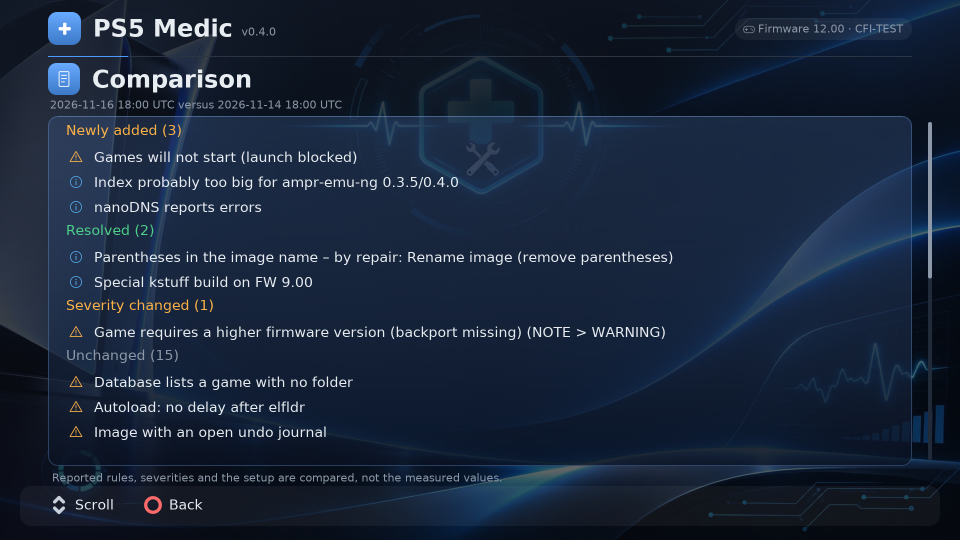 PS5 Medic v0.4.0
Firmware 12.00 · CFI-TEST
Comparison
2026-11-16 18:00 UTC versus 2026-11-14 18:00 UTC
Newly added (3)
Games will not start (launch blocked)
Index probably too big for ampr-emu-ng 0.3.5/0.4.0
nanoDNS reports errors
Resolved (2)
Parentheses in the image name – by repair: Rename image (remove parentheses)
Special kstuff build on FW 9.00
Severity changed (1)
Game requires a higher firmware version (backport missing) (NOTE > WARNING)
Unchanged (15)
Database lists a game with no folder
Autoload: no delay after elfldr
Image with an open undo journal
Reported rules, severities and the setup are compared, not the measured values.
Scroll
Back